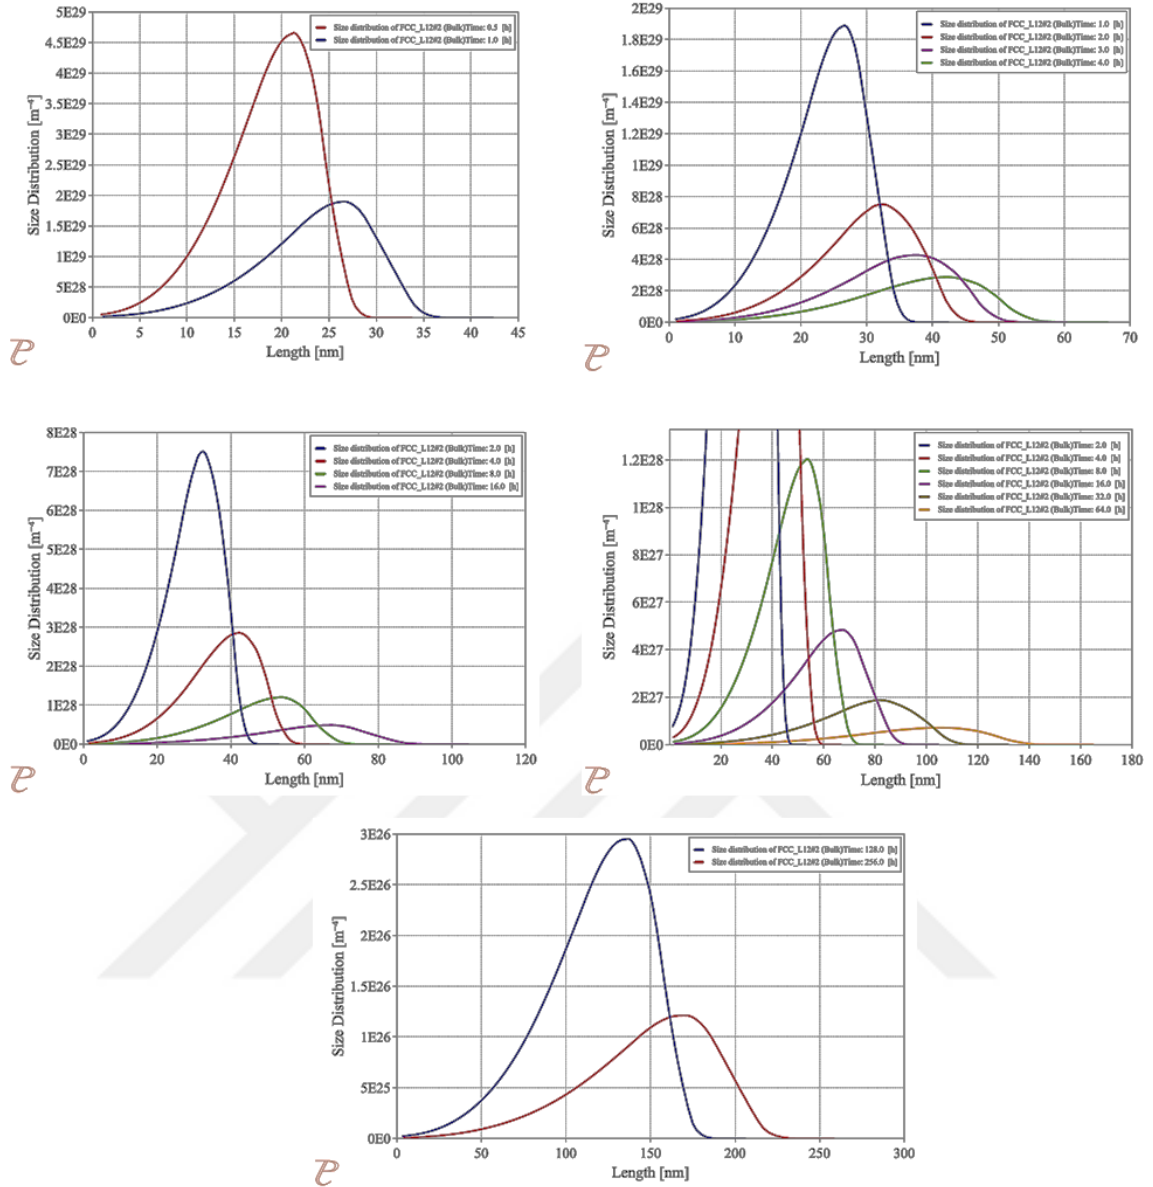 5E29
4.5E29
4E29
3.5E29
3E29
2.5E29
2E29
1.5E29
1E29
5E28
0E0
Size Distribution [m⁻⁴]
Size distribution of FCC_L12#2 (Bulk)Time: 0.5 [h]
Size distribution of FCC_L12#2 (Bulk)Time: 1.0 [h]
0 5 10 15 20 25 30 35 40 45
Length [nm]
2E29
1.8E29
1.6E29
1.4E29
1.2E29
1E29
8E28
6E28
4E28
2E28
0E0
Size Distribution [m⁻⁴]
Size distribution of FCC_L12#2 (Bulk)Time: 1.0 [h]
Size distribution of FCC_L12#2 (Bulk)Time: 2.0 [h]
Size distribution of FCC_L12#2 (Bulk)Time: 3.0 [h]
Size distribution of FCC_L12#2 (Bulk)Time: 4.0 [h]
0 10 20 30 40 50 60 70
Length [nm]
8E28
7E28
6E28
5E28
4E28
3E28
2E28
1E28
0E0
Size Distribution [m⁻⁴]
Size distribution of FCC_L12#2 (Bulk)Time: 2.0 [h]
Size distribution of FCC_L12#2 (Bulk)Time: 4.0 [h]
Size distribution of FCC_L12#2 (Bulk)Time: 8.0 [h]
Size distribution of FCC_L12#2 (Bulk)Time: 16.0 [h]
0 20 40 60 80 100 120
Length [nm]
1.2E28
1E28
8E27
6E27
4E27
2E27
0E0
Size Distribution [m⁻⁴]
Size distribution of FCC_L12#2 (Bulk)Time: 2.0 [h]
Size distribution of FCC_L12#2 (Bulk)Time: 4.0 [h]
Size distribution of FCC_L12#2 (Bulk)Time: 8.0 [h]
Size distribution of FCC_L12#2 (Bulk)Time: 16.0 [h]
Size distribution of FCC_L12#2 (Bulk)Time: 32.0 [h]
Size distribution of FCC_L12#2 (Bulk)Time: 64.0 [h]
20 40 60 80 100 120 140 160 180
Length [nm]
3E26
2.5E26
2E26
1.5E26
1E26
5E25
0E0
Size Distribution [m⁻⁴]
Size distribution of FCC_L12#2 (Bulk)Time: 128.0 [h]
Size distribution of FCC_L12#2 (Bulk)Time: 256.0 [h]
0 50 100 150 200 250 300
Length [nm]